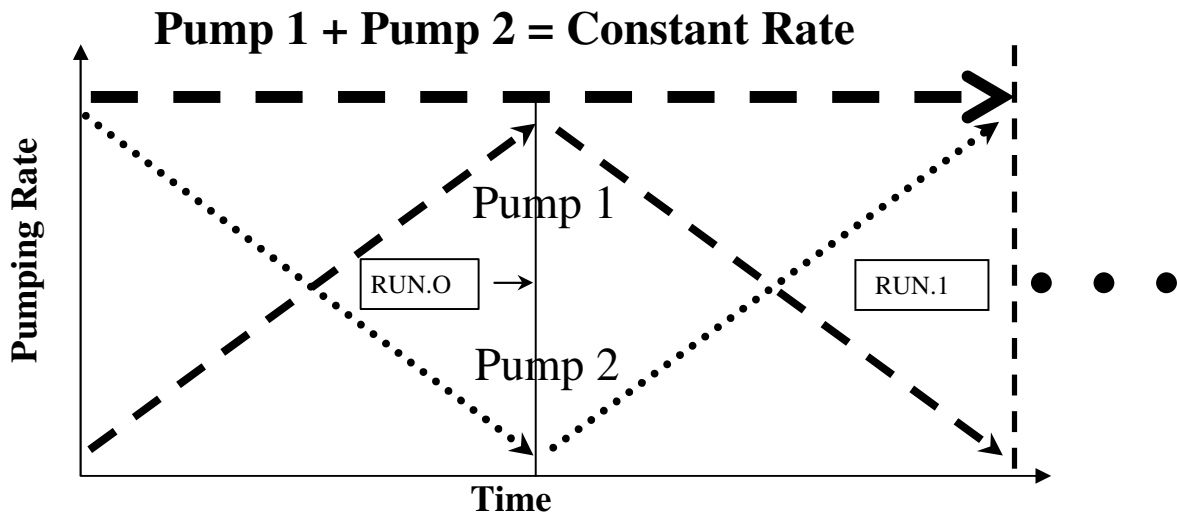 Pump 1 + Pump 2 = Constant Rate
Pumping Rate
Pump 1
RUN.O
RUN.1
Pump 2
Time